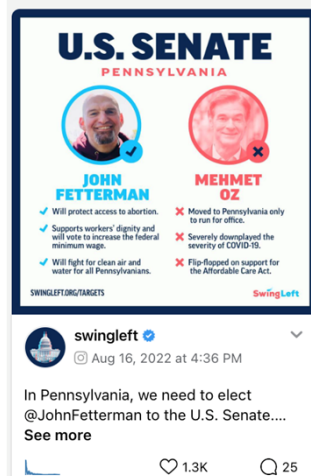 U.S. SENATE
PENNSYLVANIA
JOHN
FETTERMAN
Will protect access to abortion.
Supports workers' dignity and
will vote to increase the federal
minimum wage.
Will fight for clean air and
water for all Pennsylvanians.
MEHMET
OZ
Moved to Pennsylvania only
to run for office.
Severely downplayed the
severity of COVID-19.
Flip-flopped on support for
the Affordable Care Act.
SWINGLEFT.ORG/TARGETS
SwingLeft
swingleft
Aug 16, 2022 at 4:36 PM
In Pennsylvania, we need to elect
@JohnFetterman to the U.S. Senate....
See more
1.3K
25